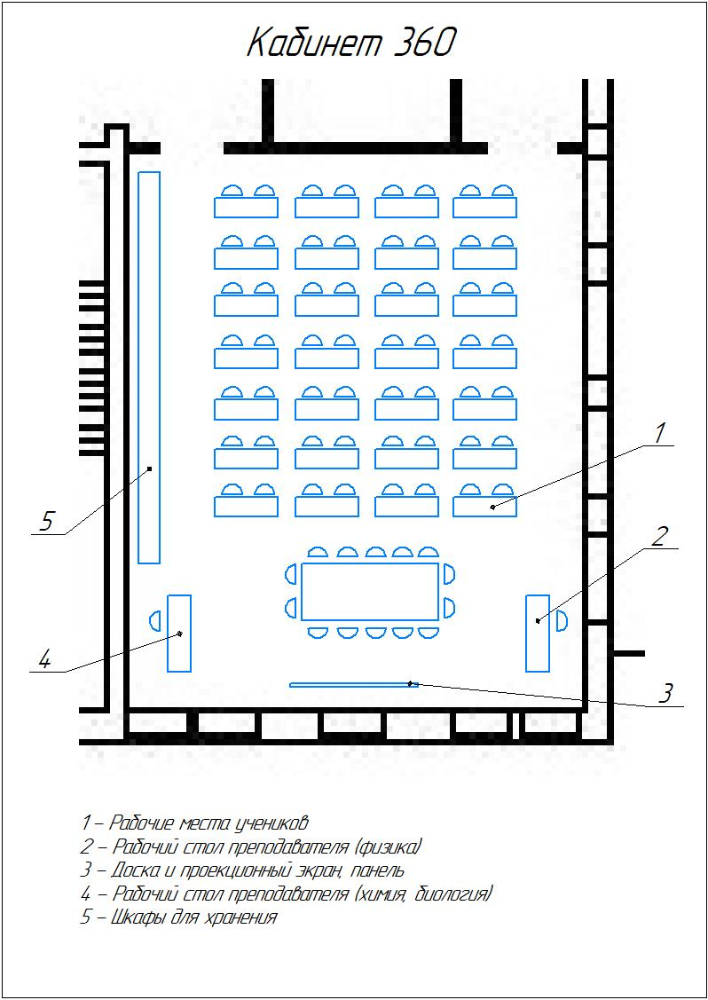 Кабинет 360
1
2
5
4
3
1 – Рабочие места учеников
2 – Рабочий стол преподавателя (физика)
3 – Доска и проекционный экран, панель
4 – Рабочий стол преподавателя (химия, биология)
5 – Шкафы для хранения